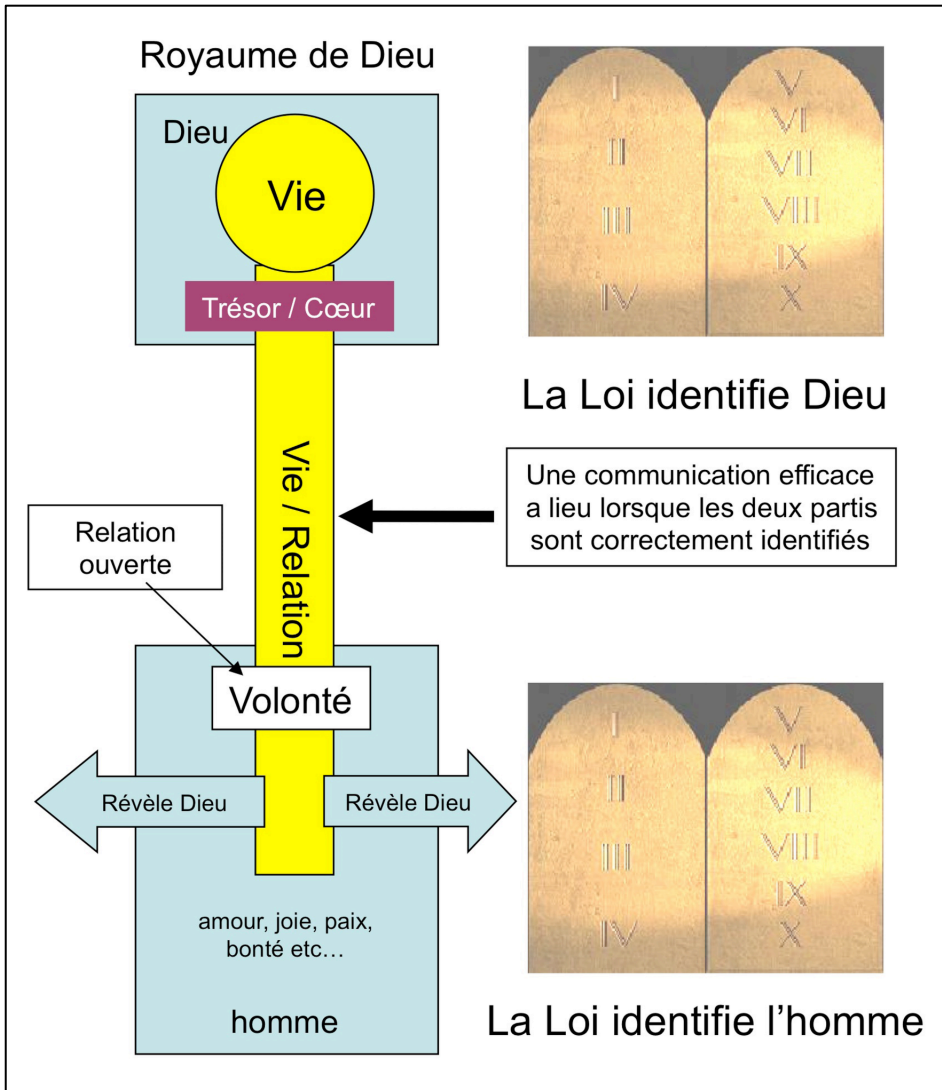 Royaume de Dieu
Dieu
Vie
Trésor / Cœur
Vie / Relation
Relation
ouverte
Volonté
Révèle Dieu
Révèle Dieu
amour, joie, paix,
bonté etc…
homme
I
II
III
IV
V
VI
VII
VIII
IX
X
La Loi identifie Dieu
Une communication efficace
a lieu lorsque les deux partis
sont correctement identifiés
I
II
III
IV
V
VI
VII
VIII
IX
X
La Loi identifie l’homme